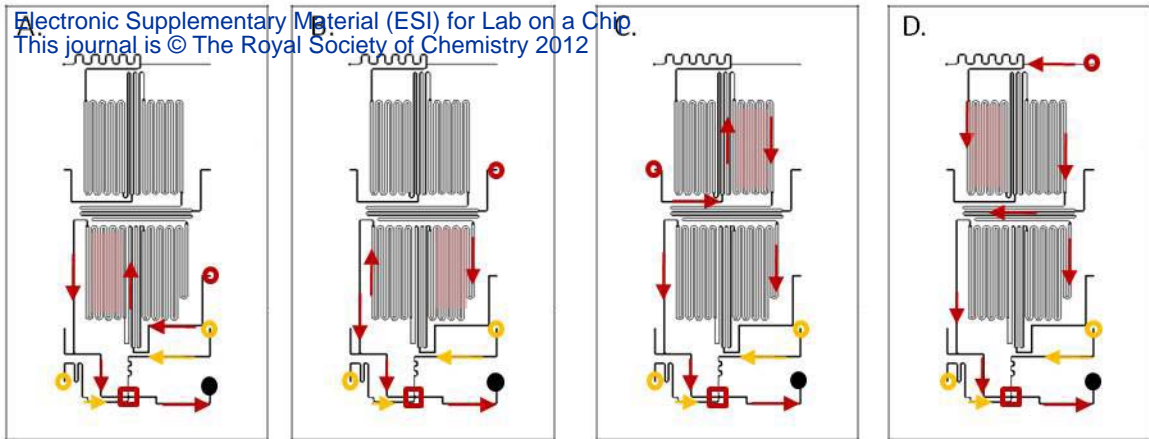 Electronic Supplementary Material (ESI) for Lab on a Chip
This journal is © The Royal Society of Chemistry 2012
A.
B.
C.
D.